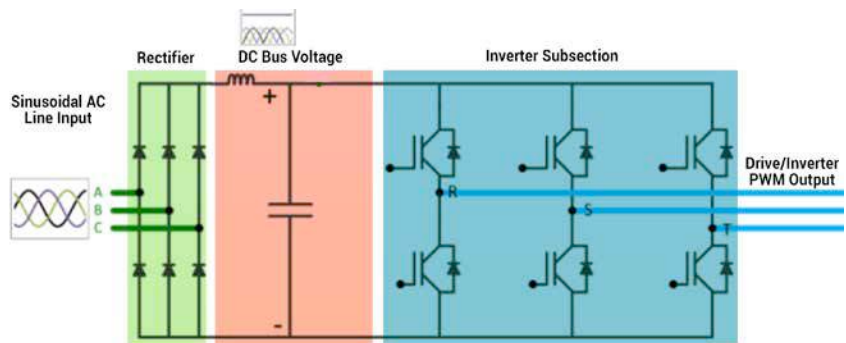 Rectifier
DC Bus Voltage
Inverter Subsection
Sinusoidal AC
Line Input
+
A
B
C
R
S
T
Drive/Inverter
PWM Output
-